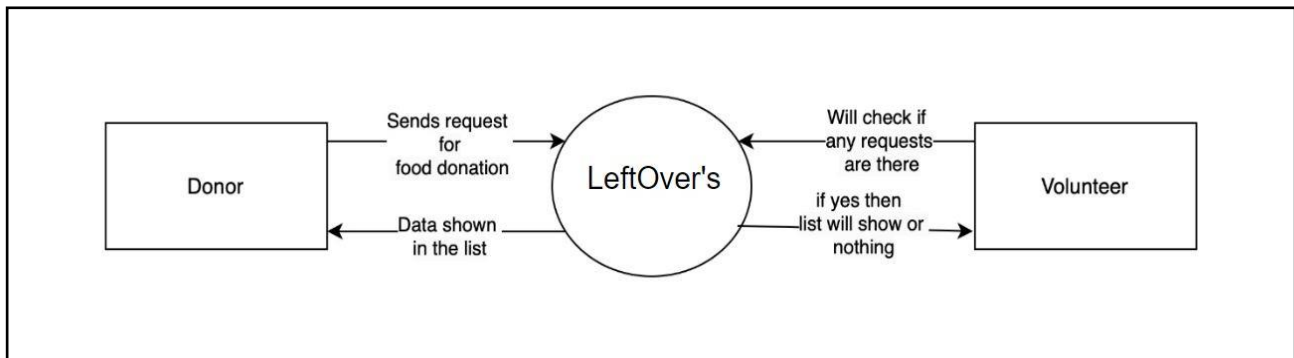 Donor
Sends request
for
food donation
Data shown
in the list
LeftOver's
Will check if
any requests
are there
if yes then
list will show or
nothing
Volunteer